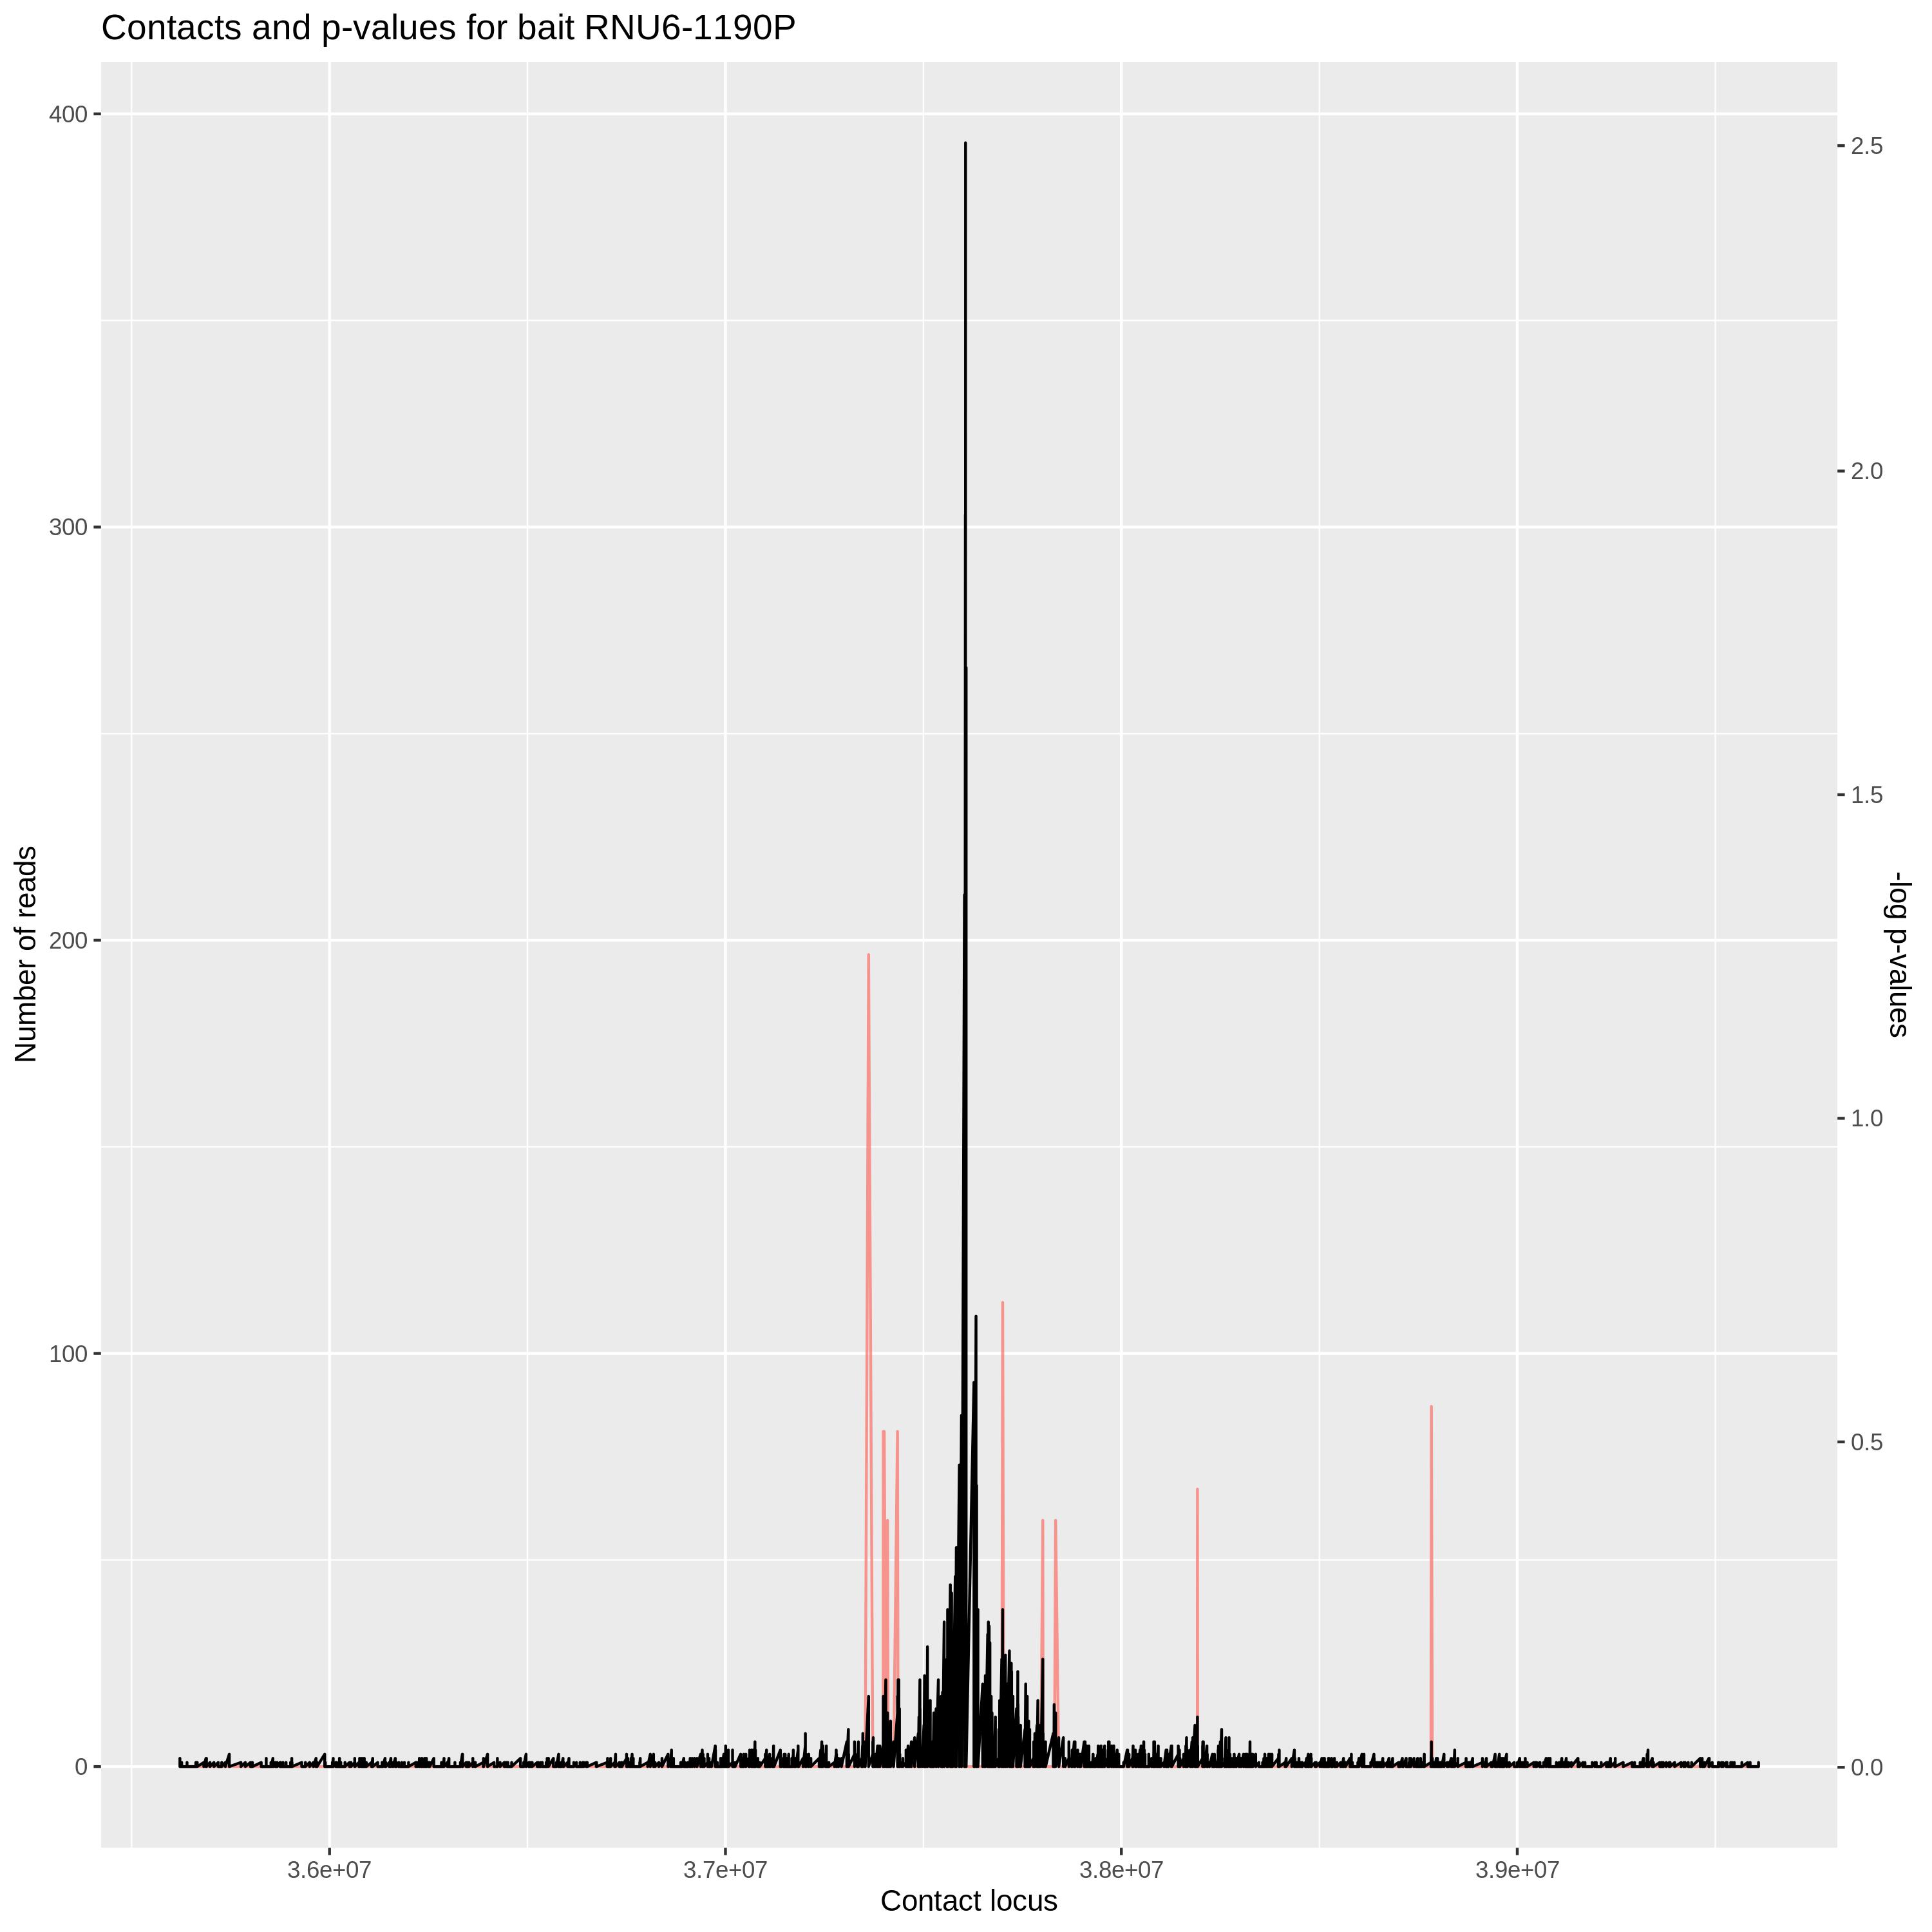 Contacts and p-values for bait RNU6-1190P
400
300
200
100
0
Number of reads
2.5
2.0
1.5
1.0
0.5
0.0
-log p-values
3.6e+07
3.7e+07
3.8e+07
3.9e+07
Contact locus